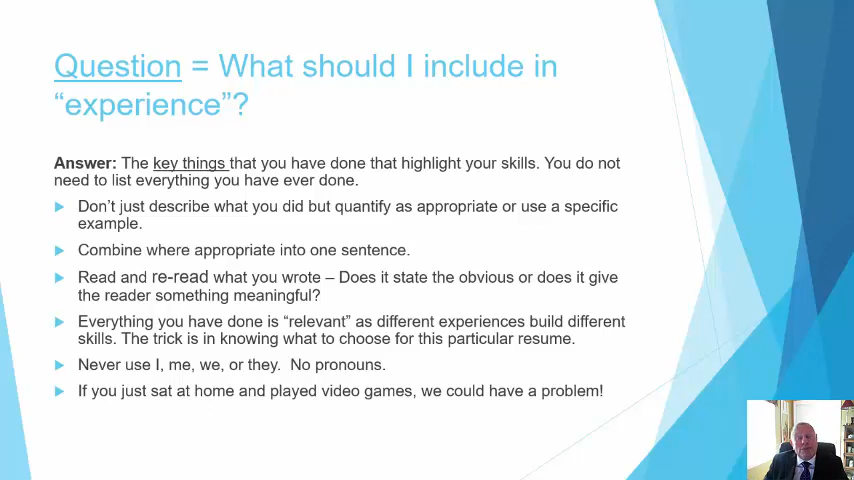 Question = What should I include in
“experience”?
Answer: The key things that you have done that highlight your skills. You do not
need to list everything you have ever done.
Don’t just describe what you did but quantify as appropriate or use a specific
example.
Combine where appropriate into one sentence.
Read and re-read what you wrote – Does it state the obvious or does it give
the reader something meaningful?
Everything you have done is “relevant” as different experiences build different
skills. The trick is in knowing what to choose for this particular resume.
Never use I, me, we, or they. No pronouns.
If you just sat at home and played video games, we could have a problem!